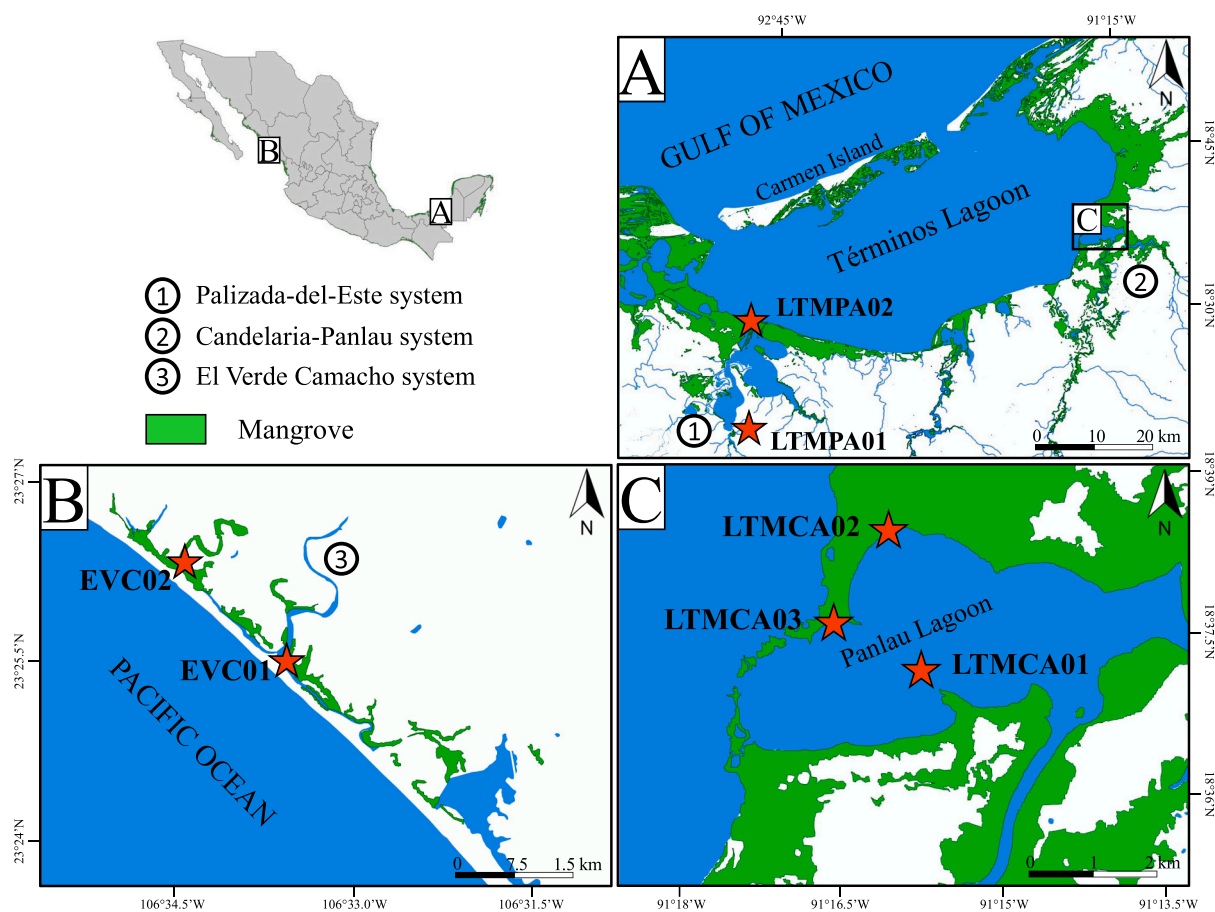 92°45'W
91°15'W
A
N
GULF OF MEXICO
Carmen Island
Términos Lagoon
C
2
LTMPA02
1
LTMPA01
0 10 20 km
18°45'N
18°30'N
B
A
1 Palizada-del-Este system
2 Candelaria-Panlau system
3 El Verde Camacho system
Mangrove
B
N
3
EVC02
EVC01
PACIFIC OCEAN
0 7.5 1.5 km
23°27'N
23°25.5'N
23°24'N
106°34.5'W
106°33.0'W
106°31.5'W
C
N
LTMCA02
LTMCA03
Panlau Lagoon
LTMCA01
0 1 2 km
18°39'N
18°37.5'N
18°36'N
91°18'W
91°16.5'W
91°15'W
91°13.5'W